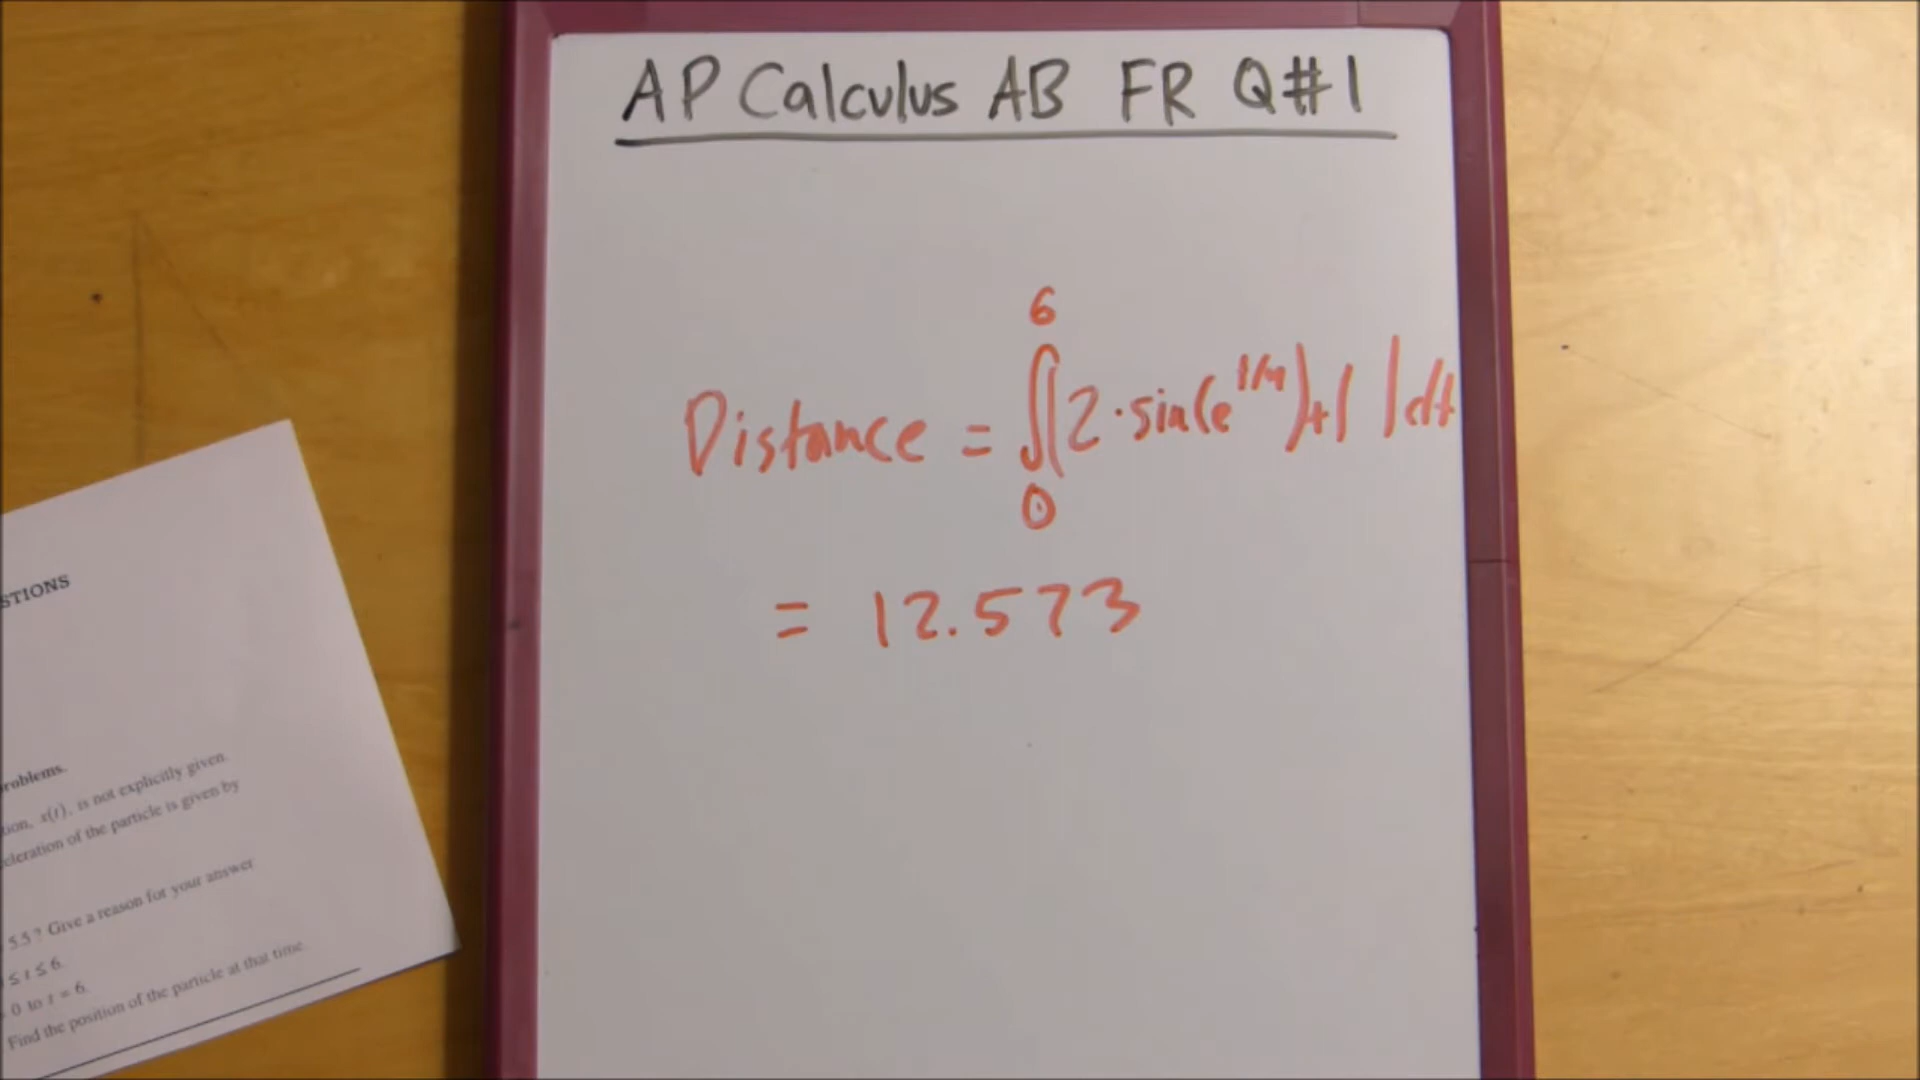 AP Calculus AB FR Q#1
6
Distance = ∫|2·sin(e^1/4)+1|dt
0
= 12.573
STIONS
roblems.
tion, x(t), is not explicitly given.
celeration of the particle is given by
5.5? Give a reason for your answer
≤ t ≤ 6.
0 to t = 6.
Find the position of the particle at that time.